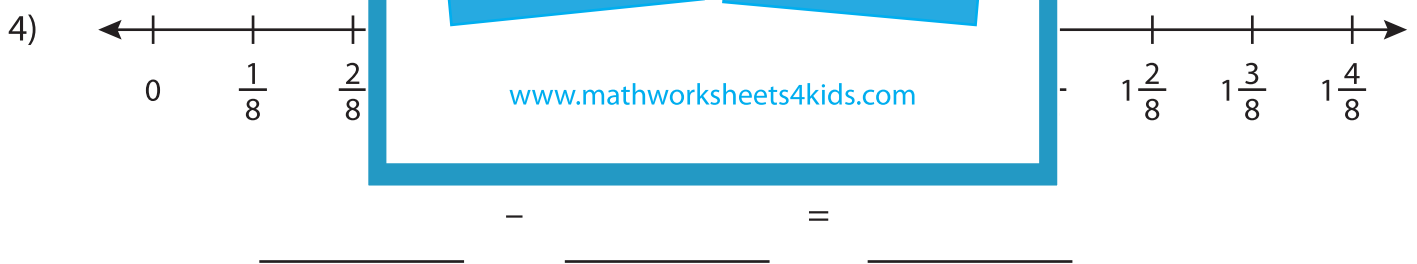 4)
0 1/8 2/8 1 2/8 1 3/8 1 4/8
www.mathworksheets4kids.com
– =